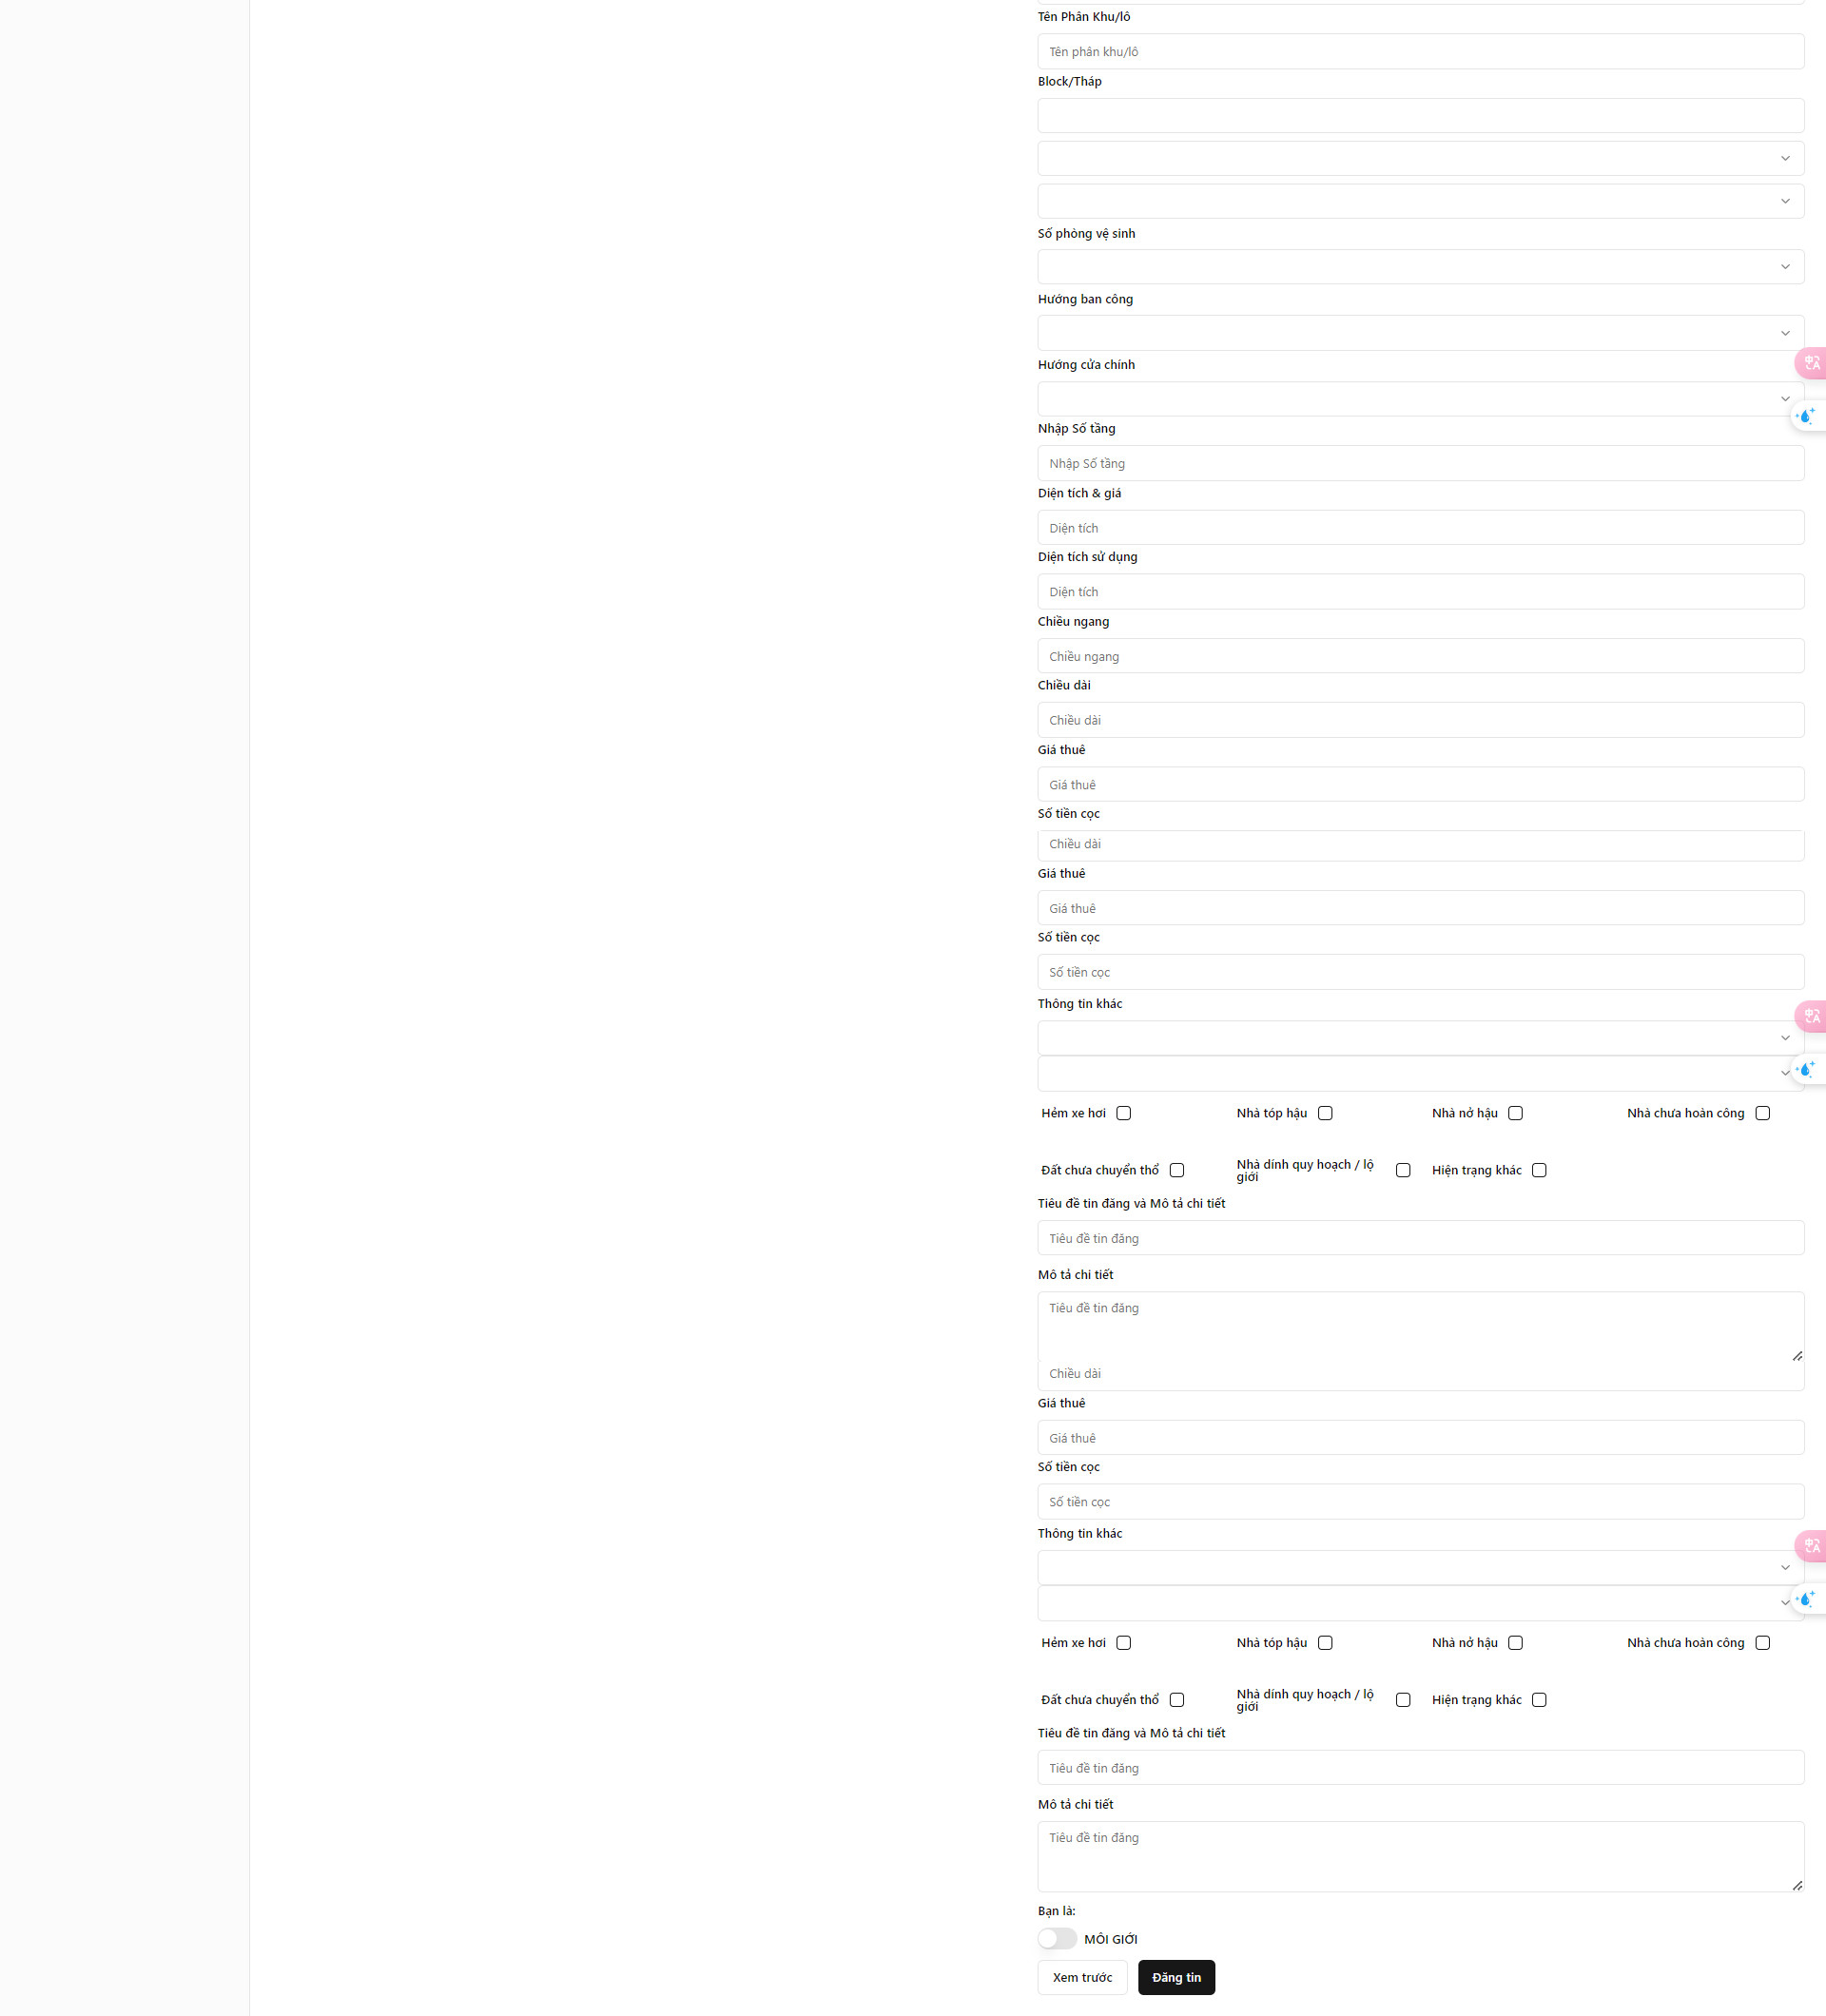 Tên Phân Khu/lô
Tên phân khu/lô
Block/Tháp
Số phòng vệ sinh
Hướng ban công
Hướng cửa chính
Nhập Số tầng
Nhập Số tầng
Diện tích & giá
Diện tích
Diện tích sử dụng
Diện tích
Chiều ngang
Chiều ngang
Chiều dài
Chiều dài
Giá thuê
Giá thuê
Số tiền cọc
Chiều dài
Giá thuê
Giá thuê
Số tiền cọc
Số tiền cọc
Thông tin khác
Hẻm xe hơi Nhà tóp hậu Nhà nở hậu Nhà chưa hoàn công
Đất chưa chuyển thổ Nhà dính quy hoạch / lộ giới Hiện trạng khác
Tiêu đề tin đăng và Mô tả chi tiết
Tiêu đề tin đăng
Mô tả chi tiết
Tiêu đề tin đăng
Chiều dài
Giá thuê
Giá thuê
Số tiền cọc
Số tiền cọc
Thông tin khác
Hẻm xe hơi Nhà tóp hậu Nhà nở hậu Nhà chưa hoàn công
Đất chưa chuyển thổ Nhà dính quy hoạch / lộ giới Hiện trạng khác
Tiêu đề tin đăng và Mô tả chi tiết
Tiêu đề tin đăng
Mô tả chi tiết
Tiêu đề tin đăng
Bạn là:
MÔI GIỚI
Xem trước Đăng tin